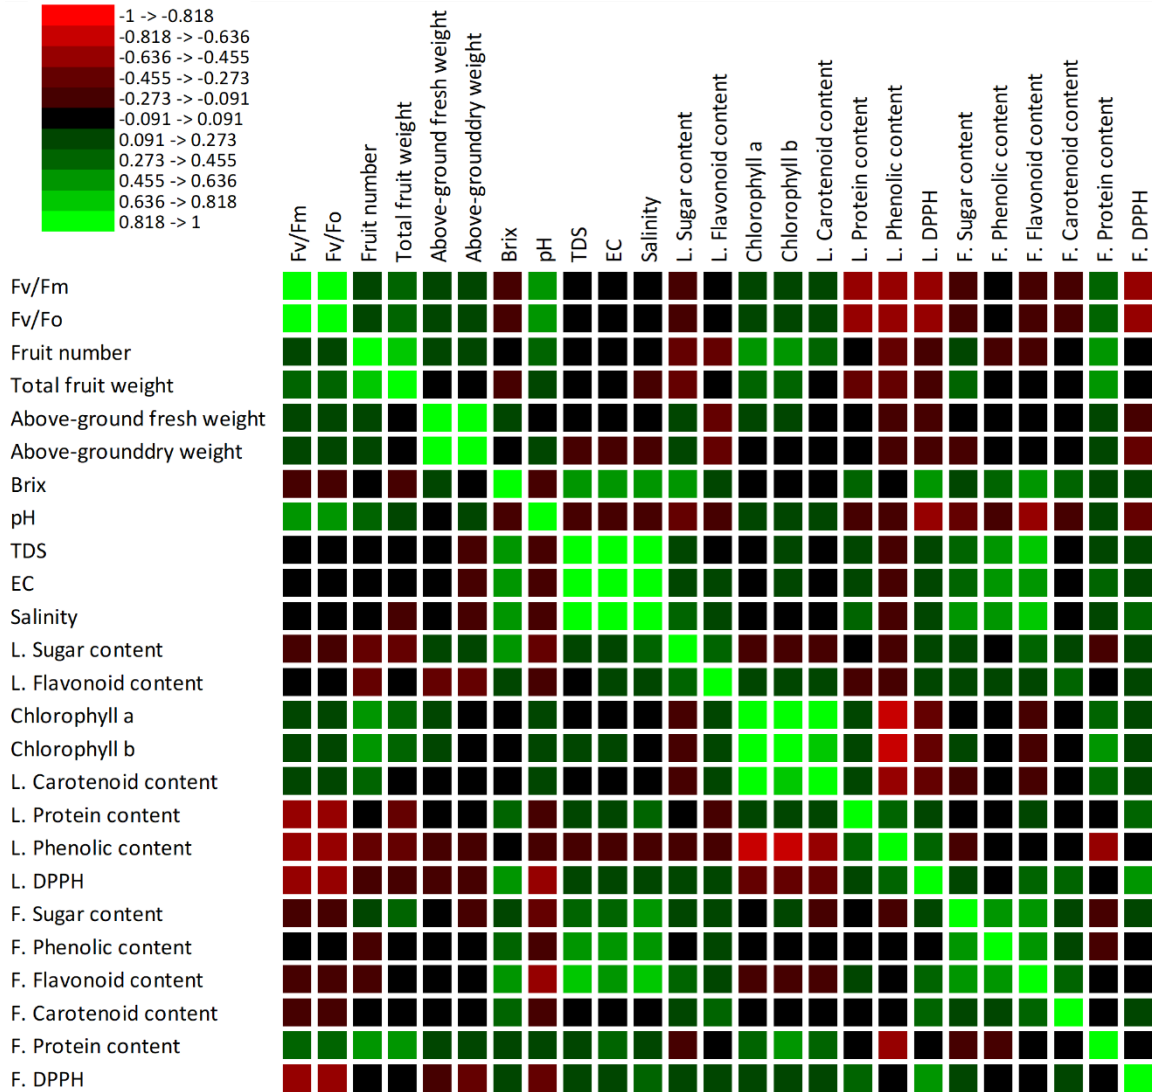 -1 -> -0.818
-0.818 -> -0.636
-0.636 -> -0.455
-0.455 -> -0.273
-0.273 -> -0.091
-0.091 -> 0.091
0.091 -> 0.273
0.273 -> 0.455
0.455 -> 0.636
0.636 -> 0.818
0.818 -> 1
Fv/Fm
Fv/Fo
Fruit number
Total fruit weight
Above-ground fresh weight
Above-grounddry weight
Brix
pH
TDS
EC
Salinity
L. Sugar content
L. Flavonoid content
Chlorophyll a
Chlorophyll b
L. Carotenoid content
L. Protein content
L. Phenolic content
L. DPPH
F. Sugar content
F. Phenolic content
F. Flavonoid content
F. Carotenoid content
F. Protein content
F. DPPH
Fv/Fm
Fv/Fo
Fruit number
Total fruit weight
Above-ground fresh weight
Above-grounddry weight
Brix
pH
TDS
EC
Salinity
L. Sugar content
L. Flavonoid content
Chlorophyll a
Chlorophyll b
L. Carotenoid content
L. Protein content
L. Phenolic content
L. DPPH
F. Sugar content
F. Phenolic content
F. Flavonoid content
F. Carotenoid content
F. Protein content
F. DPPH